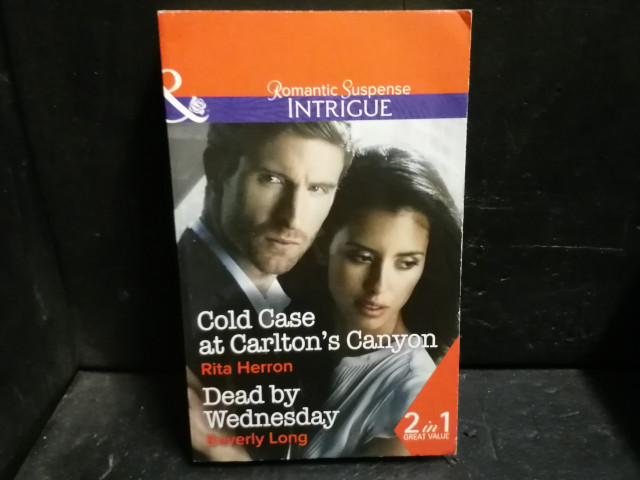 &
Romantic Suspense
INTRIGUE
Cold Case
at Carlton's Canyon
Rita Herron
Dead by
Wednesday
Beverly Long
2 in 1
GREAT VALUE